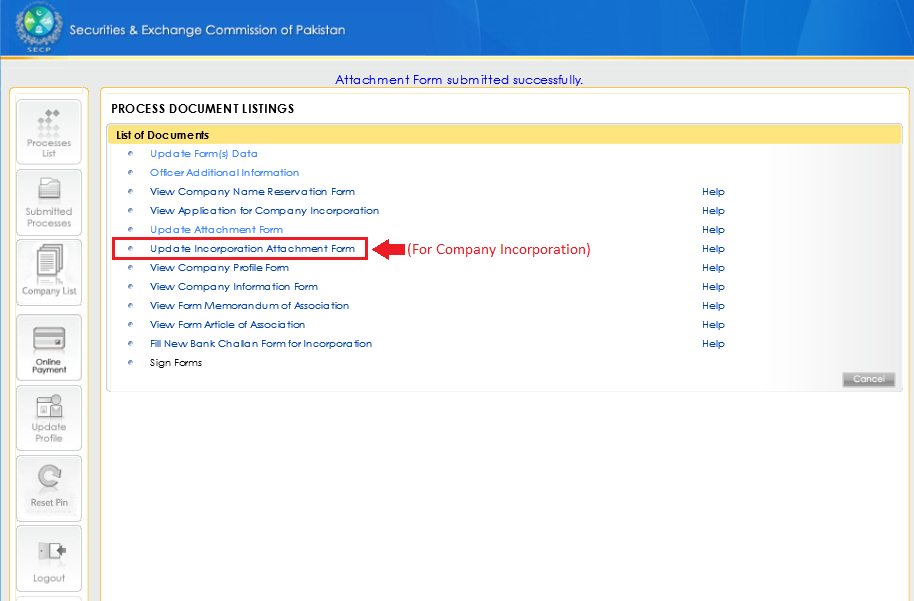 Securities & Exchange Commission of Pakistan
SECP
Attachment Form submitted successfully.
Processes
List
Submitted
Processes
Company List
Online
Payment
Update
Profile
Reset Pin
Logout
PROCESS DOCUMENT LISTINGS
List of Documents
Update Form(s) Data
Officer Additional Information
View Company Name Reservation Form Help
View Application for Company Incorporation Help
Update Attachment Form Help
Update Incorporation Attachment Form (For Company Incorporation) Help
View Company Profile Form Help
View Company Information Form Help
View Form Memorandum of Association Help
View Form Article of Association Help
Fill New Bank Challan Form for Incorporation Help
Sign Forms
Cancel